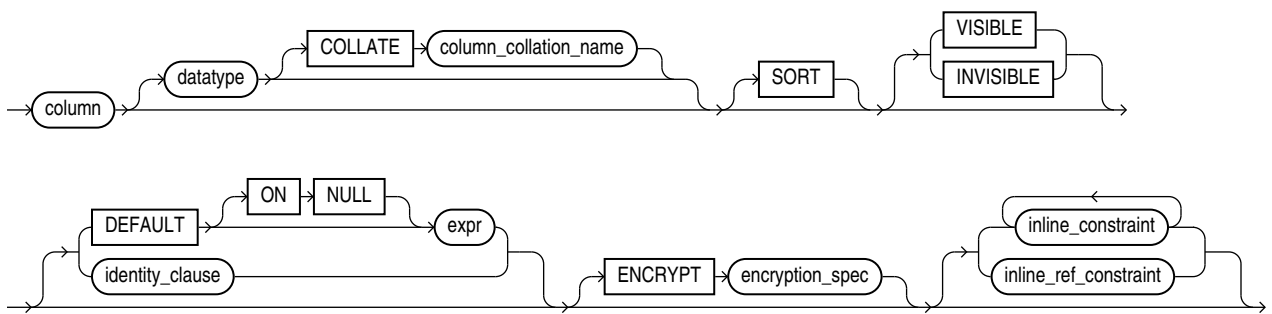 COLLATE column_collation_name VISIBLE
datatype SORT INVISIBLE
column
ON NULL inline_constraint
DEFAULT expr
identity_clause ENCRYPT encryption_spec inline_ref_constraint